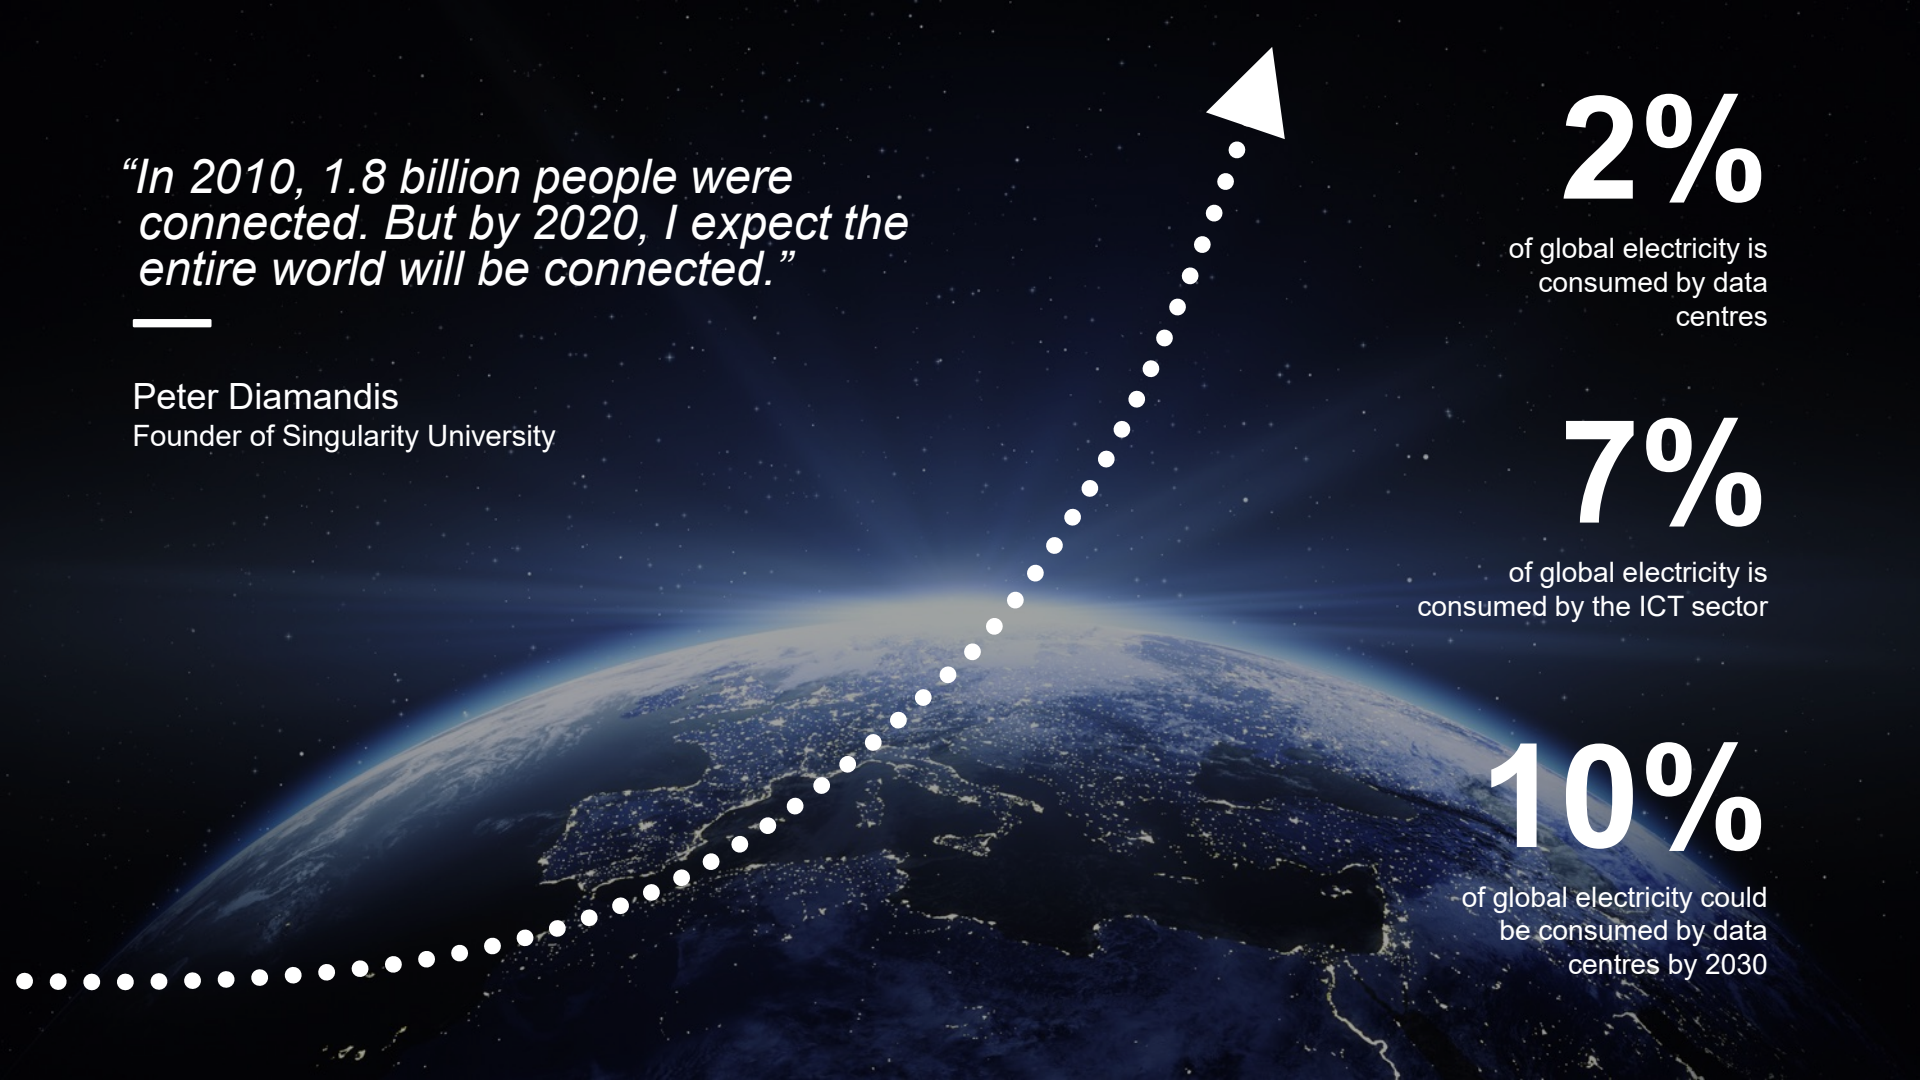 “In 2010, 1.8 billion people were
connected. But by 2020, I expect the
entire world will be connected.”
Peter Diamandis
Founder of Singularity University
2%
of global electricity is
consumed by data
centres
7%
of global electricity is
consumed by the ICT sector
10%
of global electricity could
be consumed by data
centres by 2030